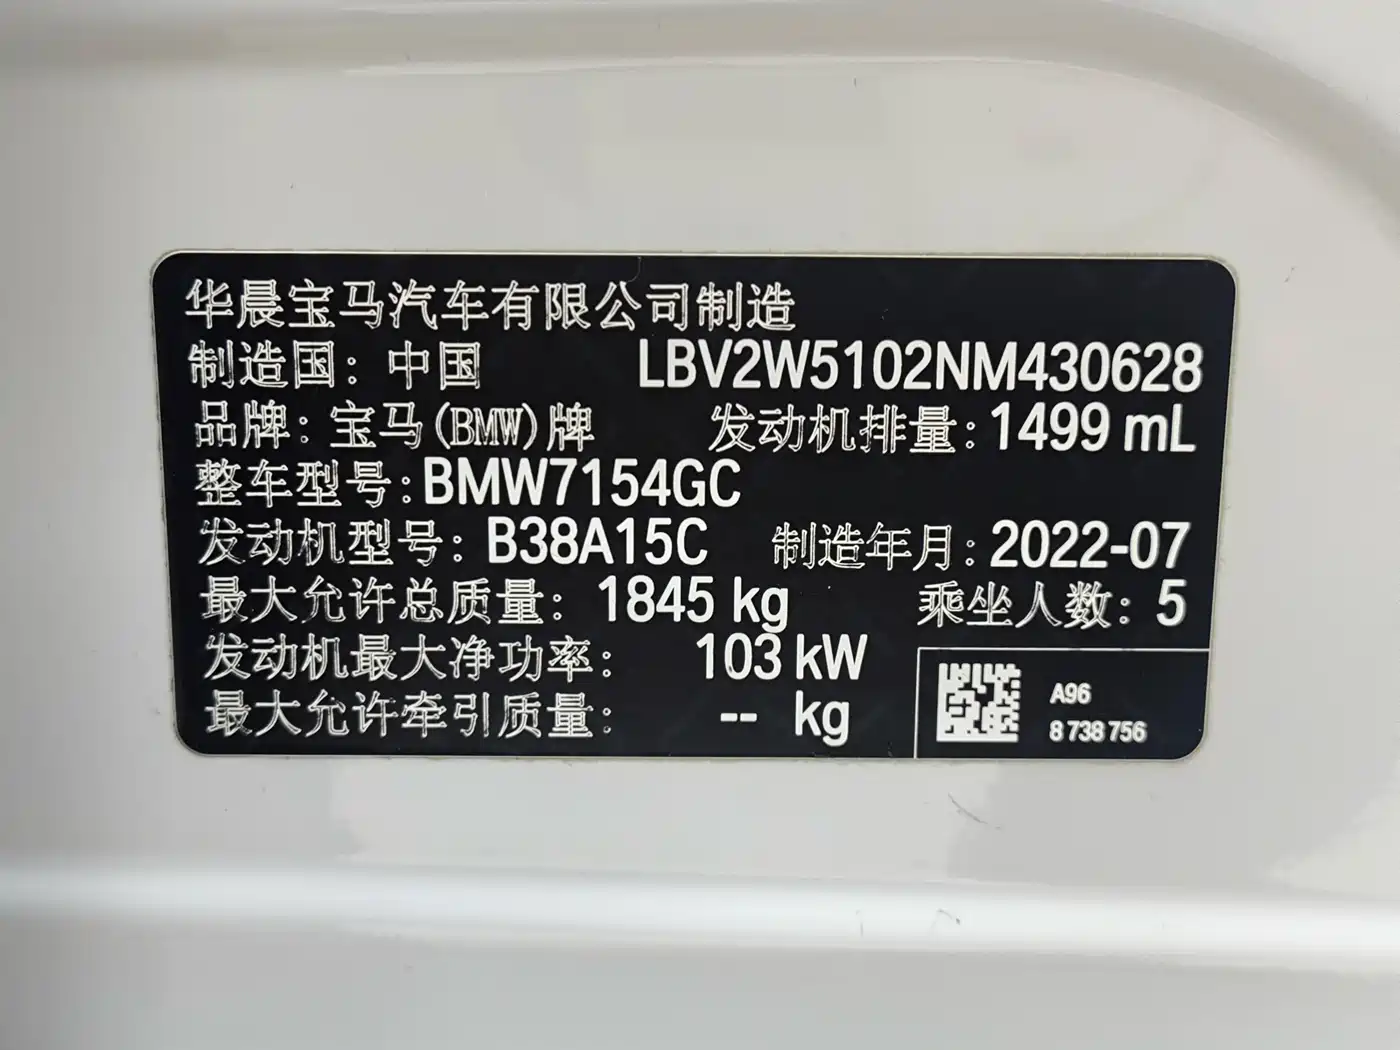 华晨宝马汽车有限公司制造
制造国：中国 LBV2W5102NM430628
品牌：宝马(BMW)牌 发动机排量：1499 mL
整车型号：BMW7154GC
发动机型号：B38A15C 制造年月：2022-07
最大允许总质量：1845 kg 乘坐人数：5
发动机最大净功率：103 kW
最大允许牵引质量：-- kg
A96
8 738 756